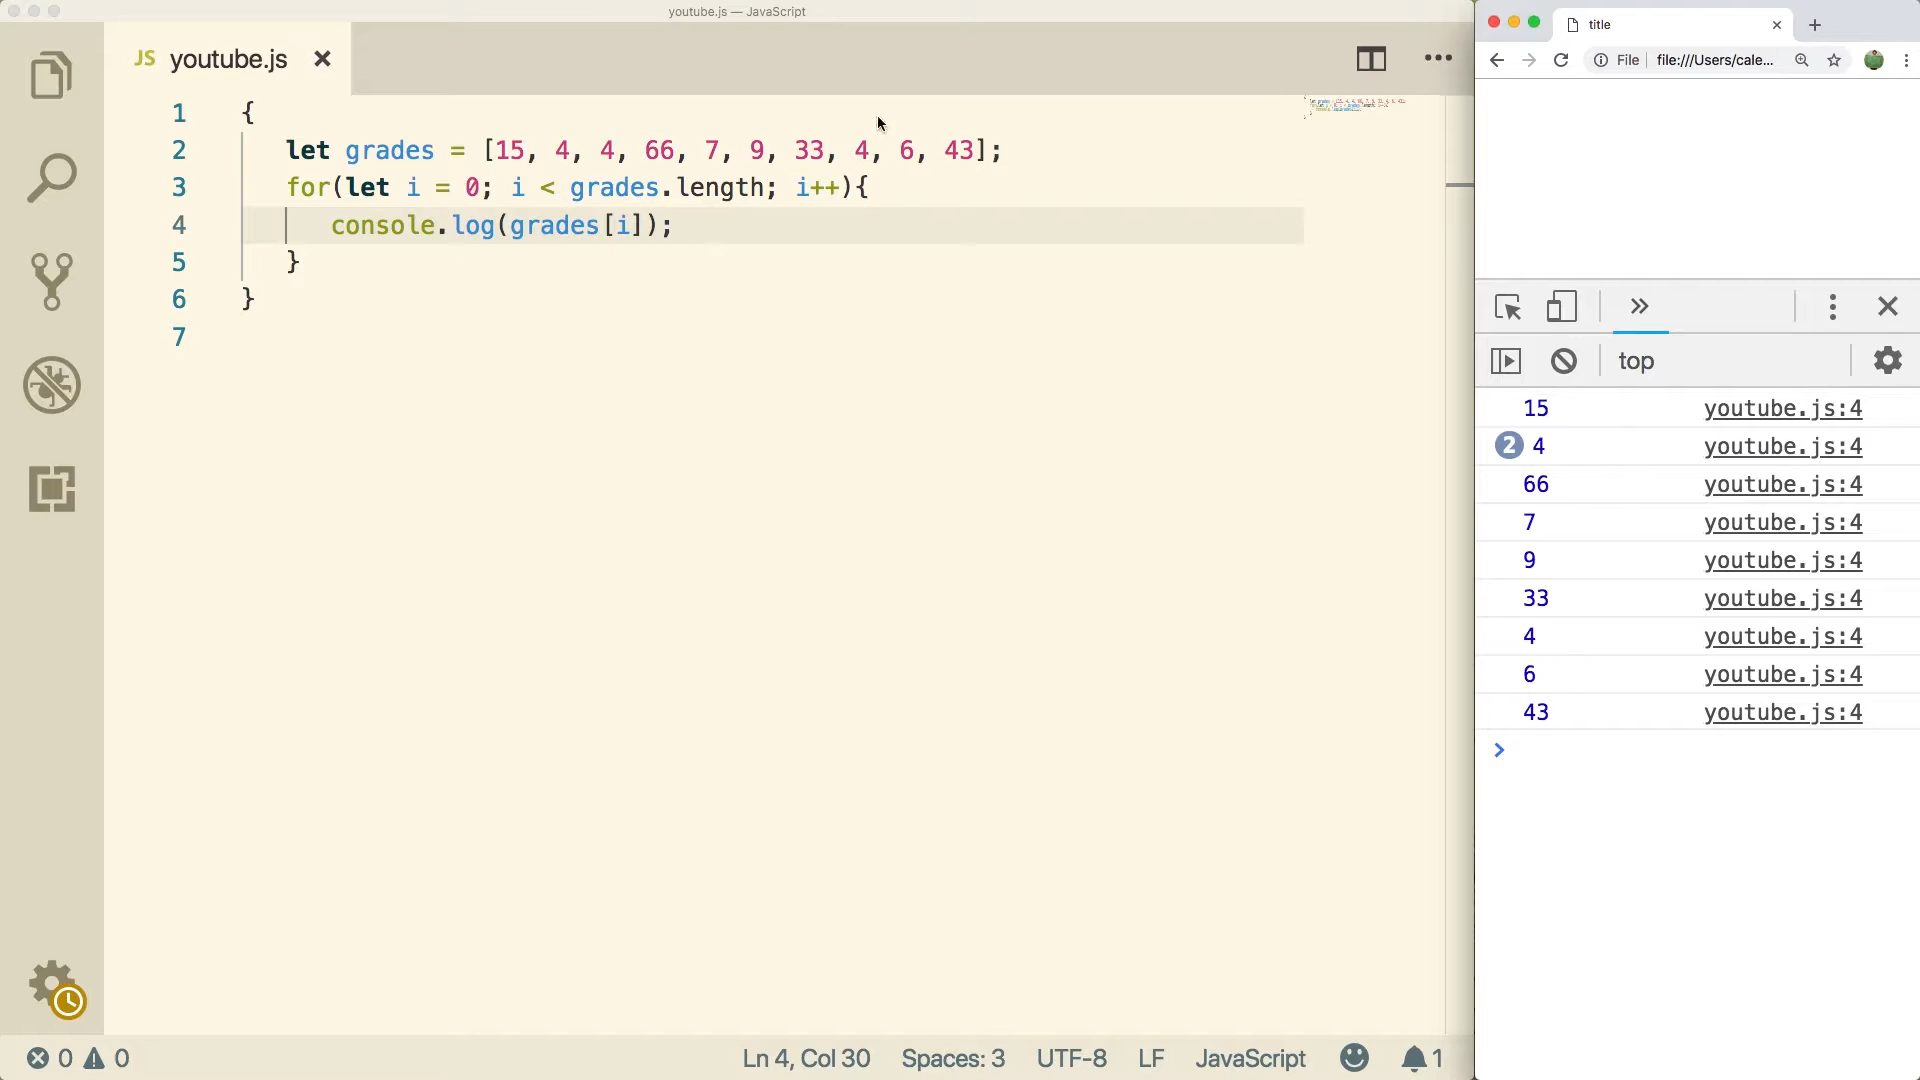 youtube.js — JavaScript
JS youtube.js
1 {
2 let grades = [15, 4, 4, 66, 7, 9, 33, 4, 6, 43];
3 for(let i = 0; i < grades.length; i++){
4 console.log(grades[i]);
5 }
6 }
7
0 0
Ln 4, Col 30 Spaces: 3 UTF-8 LF JavaScript 1
title
File file:///Users/cale...
top
15 youtube.js:4
2 4 youtube.js:4
66 youtube.js:4
7 youtube.js:4
9 youtube.js:4
33 youtube.js:4
4 youtube.js:4
6 youtube.js:4
43 youtube.js:4